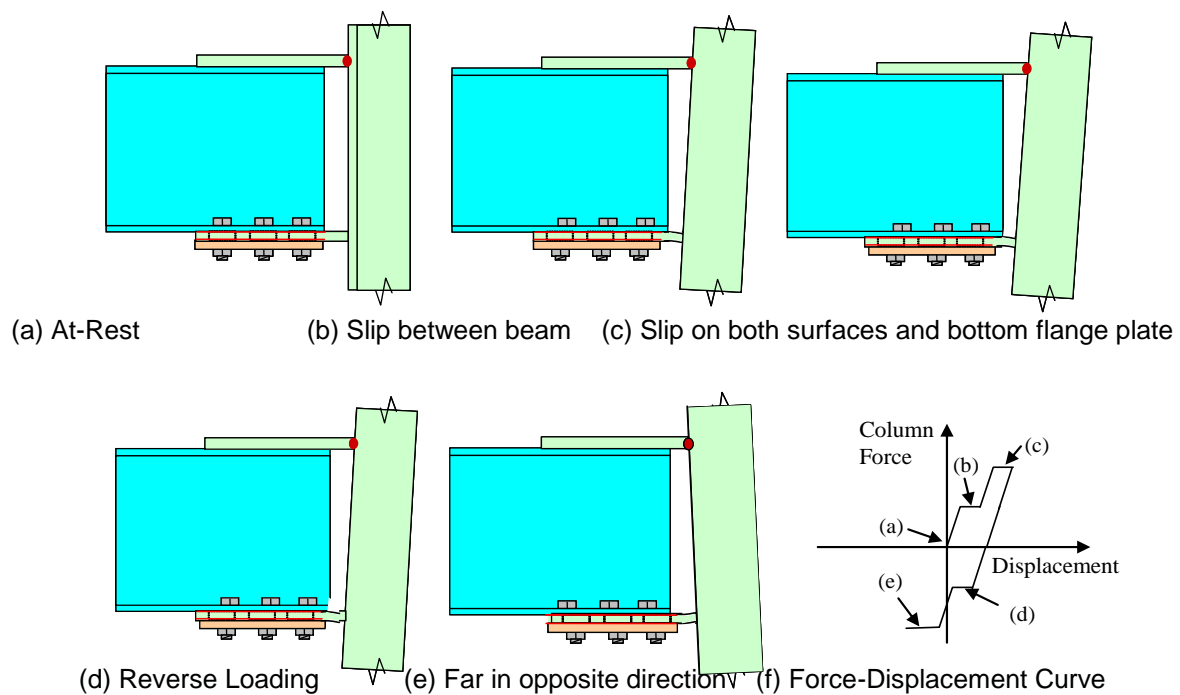 (a) At-Rest
(b) Slip between beam
(c) Slip on both surfaces and bottom flange plate
Column
Force
(c)
(b)
(a)
Displacement
(e)
(d)
(d) Reverse Loading
(e) Far in opposite direction
(f) Force-Displacement Curve